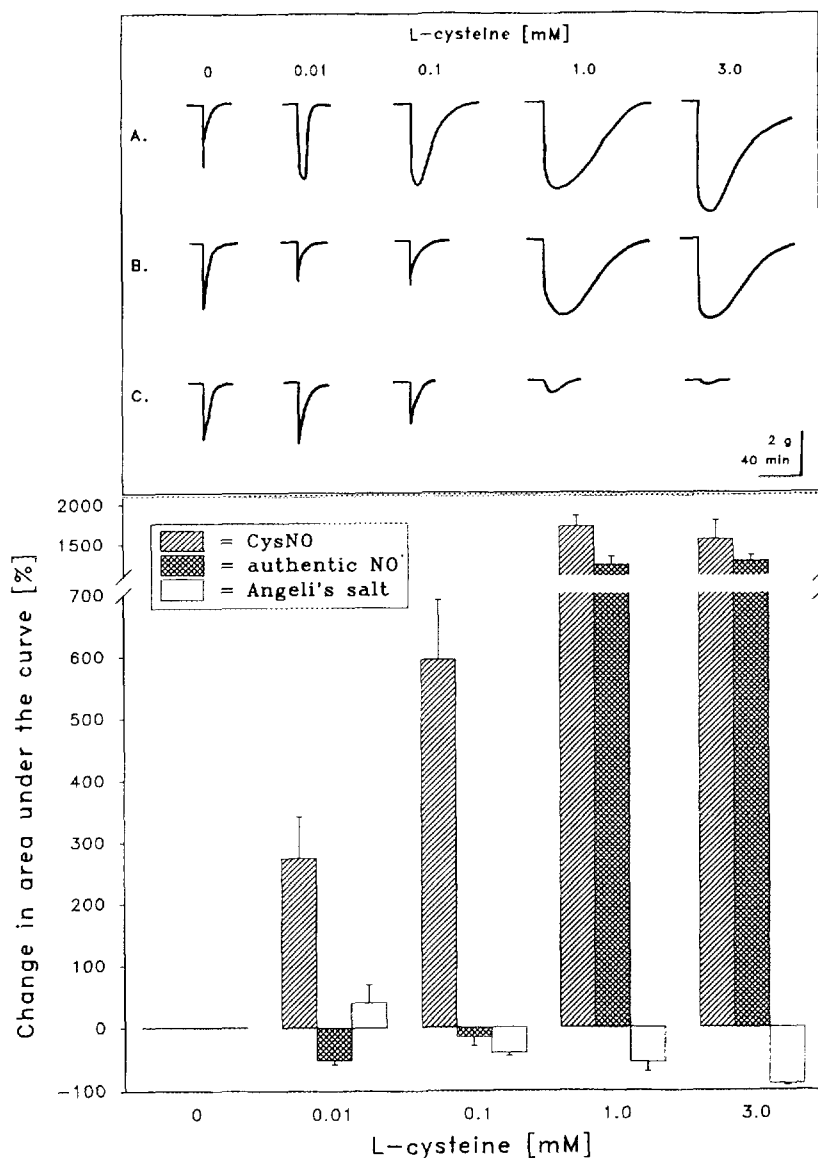 L-cysteine [mM]
0 0.01 0.1 1.0 3.0
A.
B.
C.
2 g
40 min
Change in area under the curve [%]
2000
1500
700
600
500
400
300
200
100
0
-100
= CysNO
= authentic NO
= Angeli's salt
0 0.01 0.1 1.0 3.0
L-cysteine [mM]